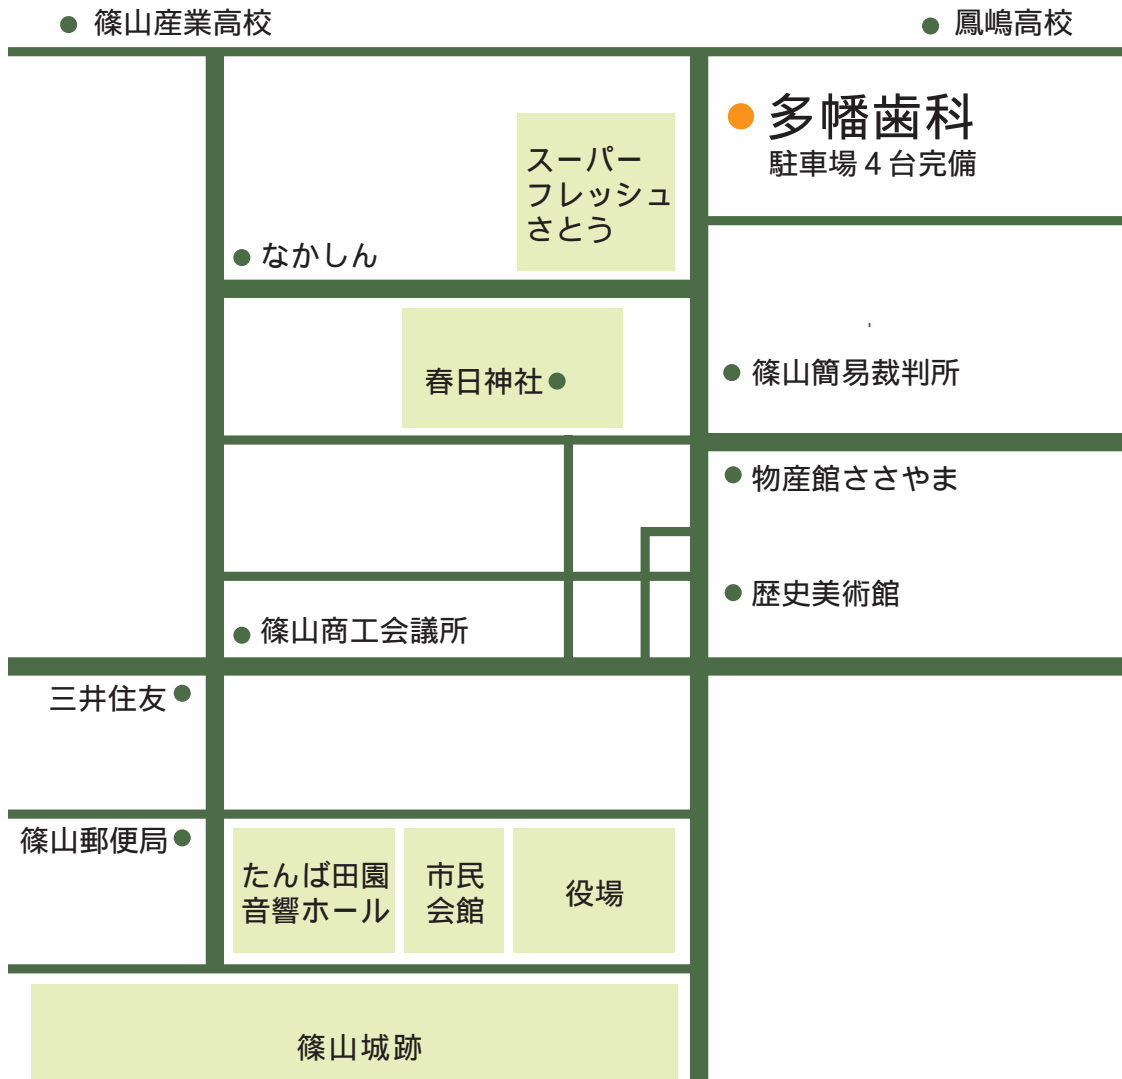 篠山産業高校
鳳嶋高校
多幡歯科
駐車場4台完備
スーパー
フレッシュ
さとう
なかしん
春日神社
篠山簡易裁判所
物産館ささやま
歴史美術館
篠山商工会議所
三井住友
篠山郵便局
たんば田園
音響ホール
市民
会館
役場
篠山城跡